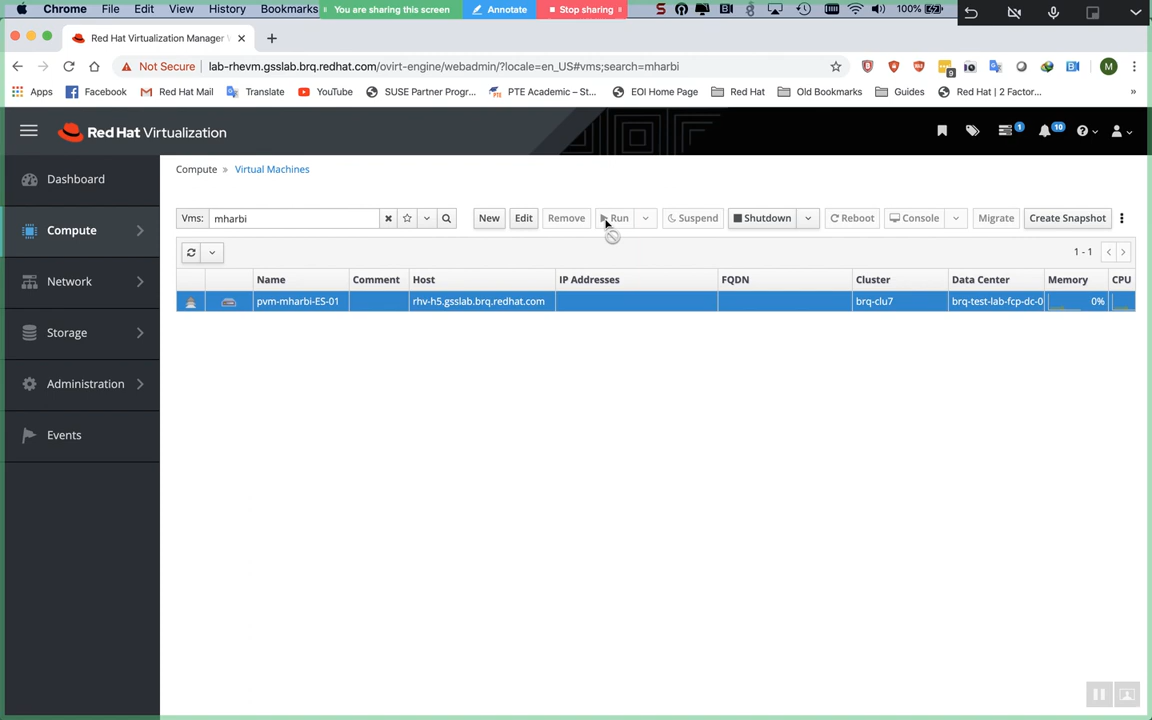 Chrome File Edit View History Bookmarks You are sharing this screen Annotate Stop sharing 100%
Red Hat Virtualization Manager
Not Secure lab-rhevm.gsslab.brq.redhat.com/ovirt-engine/webadmin/?locale=en_US#vms;search=mharbi 9 M
Apps Facebook Red Hat Mail Translate YouTube SUSE Partner Progr... PTE Academic – St... EOI Home Page Red Hat Old Bookmarks Guides Red Hat | 2 Factor... »
Red Hat Virtualization 1 10
Dashboard
Compute
Network
Storage
Administration
Events
Compute » Virtual Machines
Vms: mharbi New Edit Remove Run Suspend Shutdown Reboot Console Migrate Create Snapshot
1 - 1
Name Comment Host IP Addresses FQDN Cluster Data Center Memory CPU
pvm-mharbi-ES-01 rhv-h5.gsslab.brq.redhat.com brq-clu7 brq-test-lab-fcp-dc-0 0%